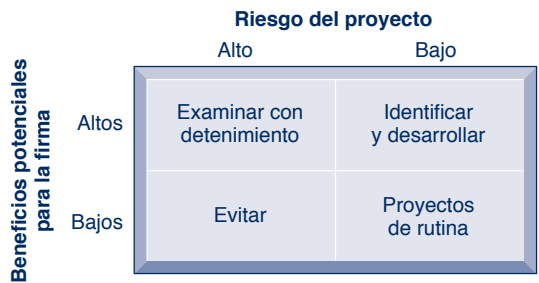 Riesgo del proyecto
Alto Bajo
Beneficios potenciales
para la firma
Altos
Examinar con
detenimiento
Identificar
y desarrollar
Bajos
Evitar
Proyectos
de rutina